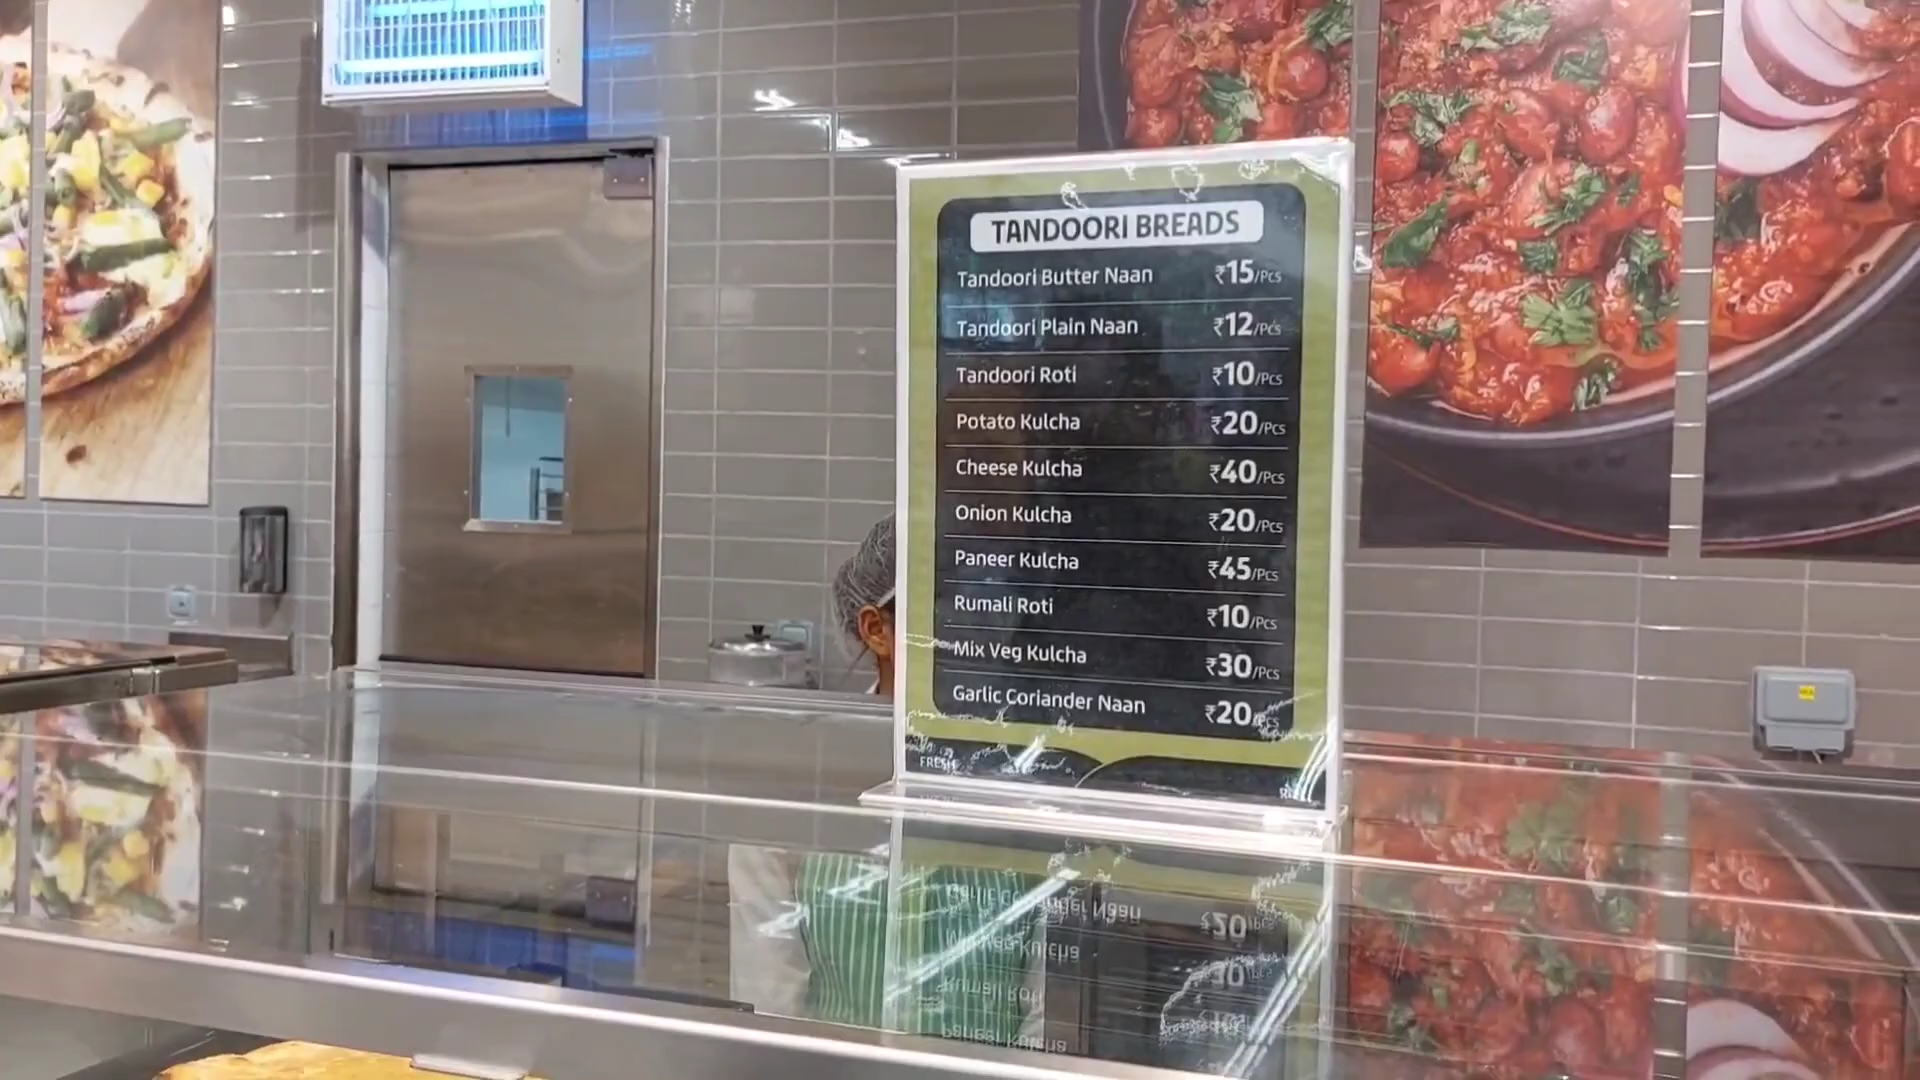 TANDOORI BREADS
Tandoori Butter Naan ₹15/Pcs
Tandoori Plain Naan ₹12/Pcs
Tandoori Roti ₹10/Pcs
Potato Kulcha ₹20/Pcs
Cheese Kulcha ₹40/Pcs
Onion Kulcha ₹20/Pcs
Paneer Kulcha ₹45/Pcs
Rumali Roti ₹10/Pcs
Mix Veg Kulcha ₹30/Pcs
Garlic Coriander Naan ₹20/Pcs
FRESH